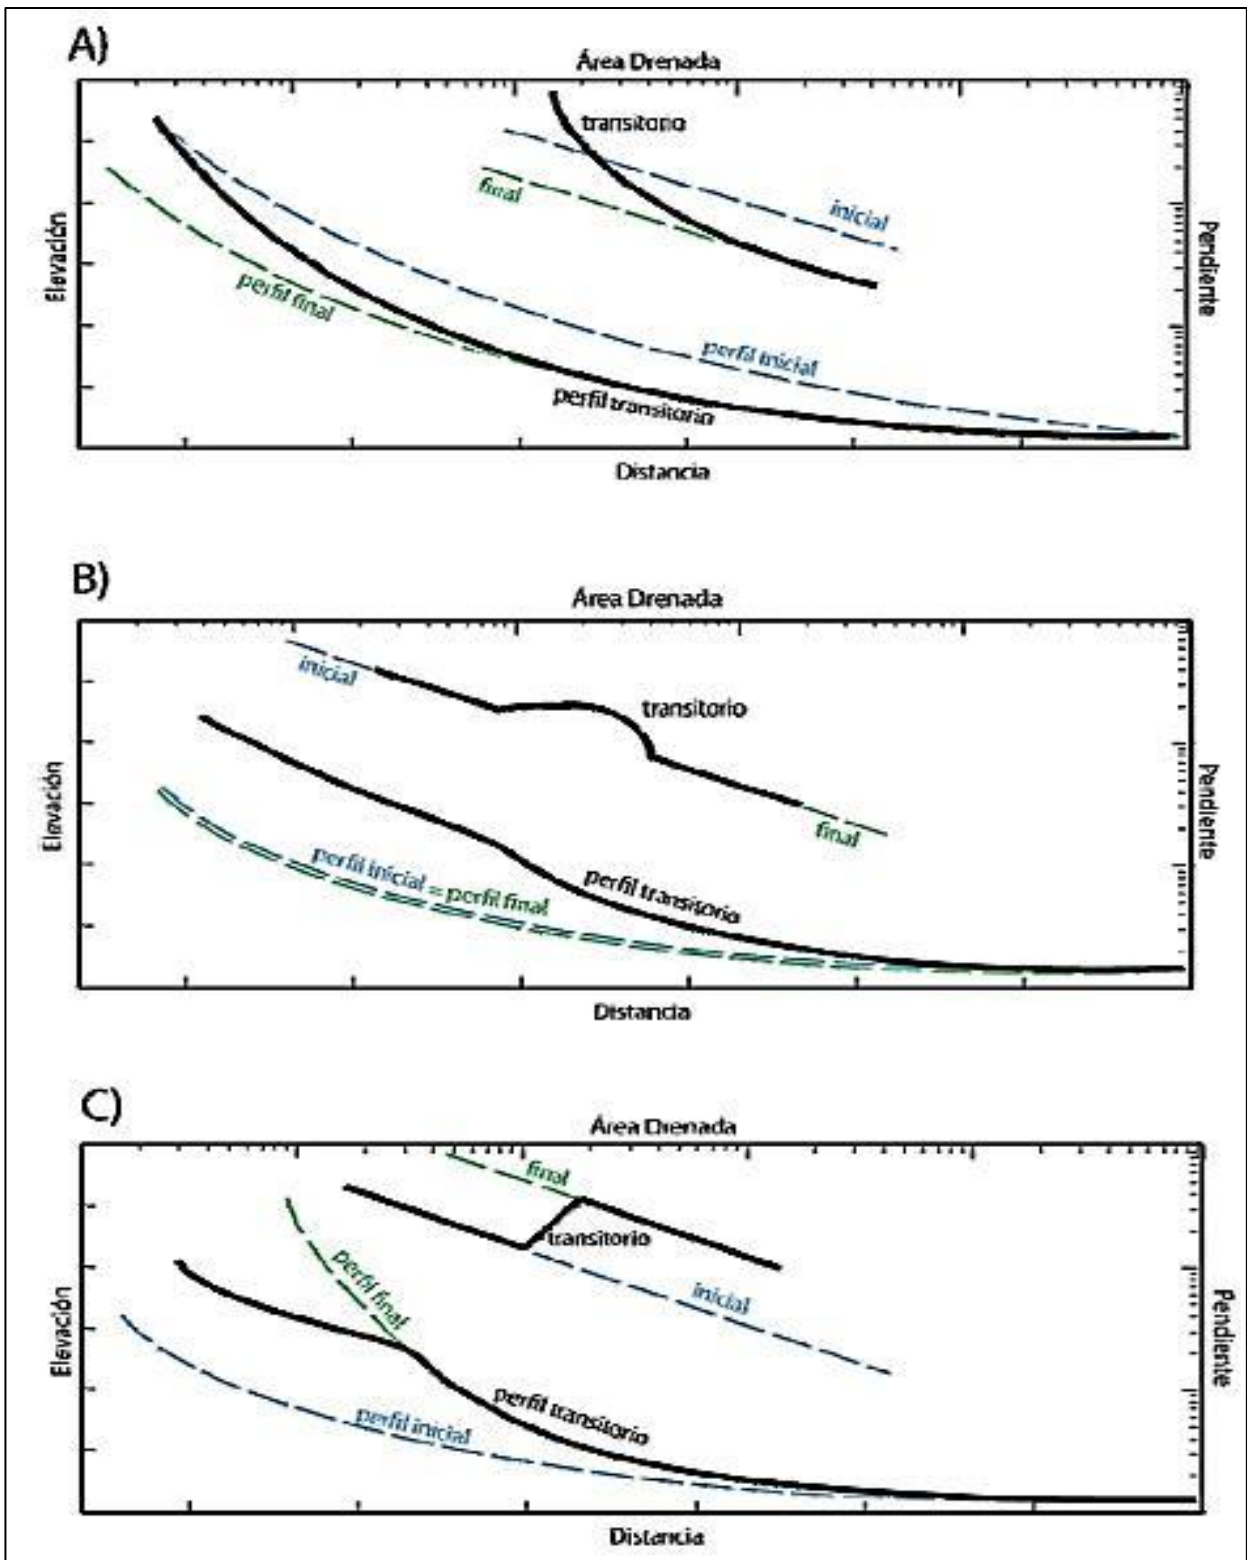 A)
Área Drenada
transitorio
inicial
final
Elevación
Pendiente
perfil final
perfil inicial
perfil transitorio
Distancia
B)
Área Drenada
inicial
transitorio
final
Elevación
Pendiente
perfil inicial = perfil final
perfil transitorio
Distancia
C)
Área Drenada
final
transitorio
inicial
perfil final
Elevación
Pendiente
perfil transitorio
perfil inicial
Distancia